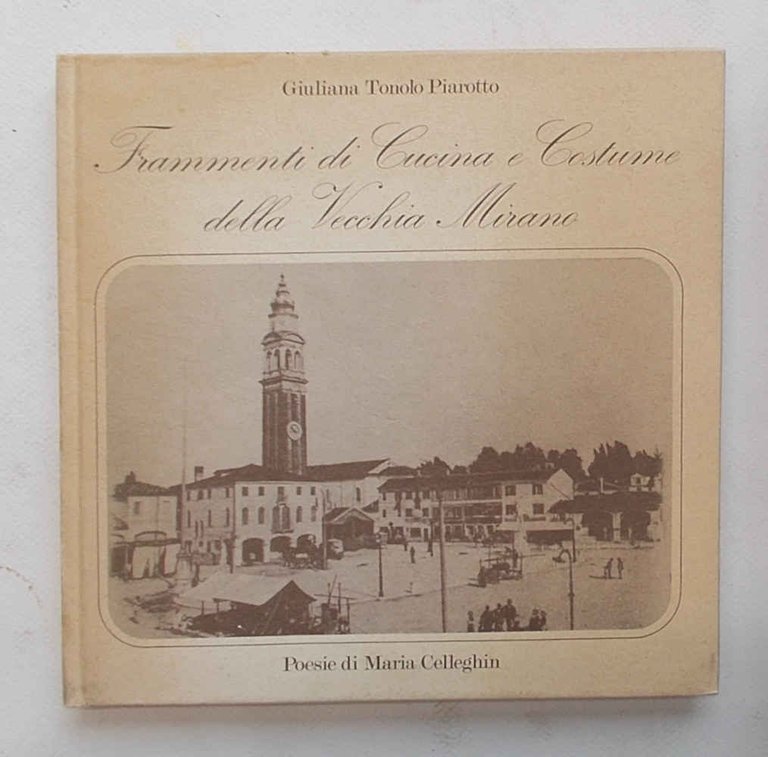 Giuliana Tonolo Piarotto
Frammenti di Cucina e Costume
della Vecchia Mirano
Poesie di Maria Celleghin